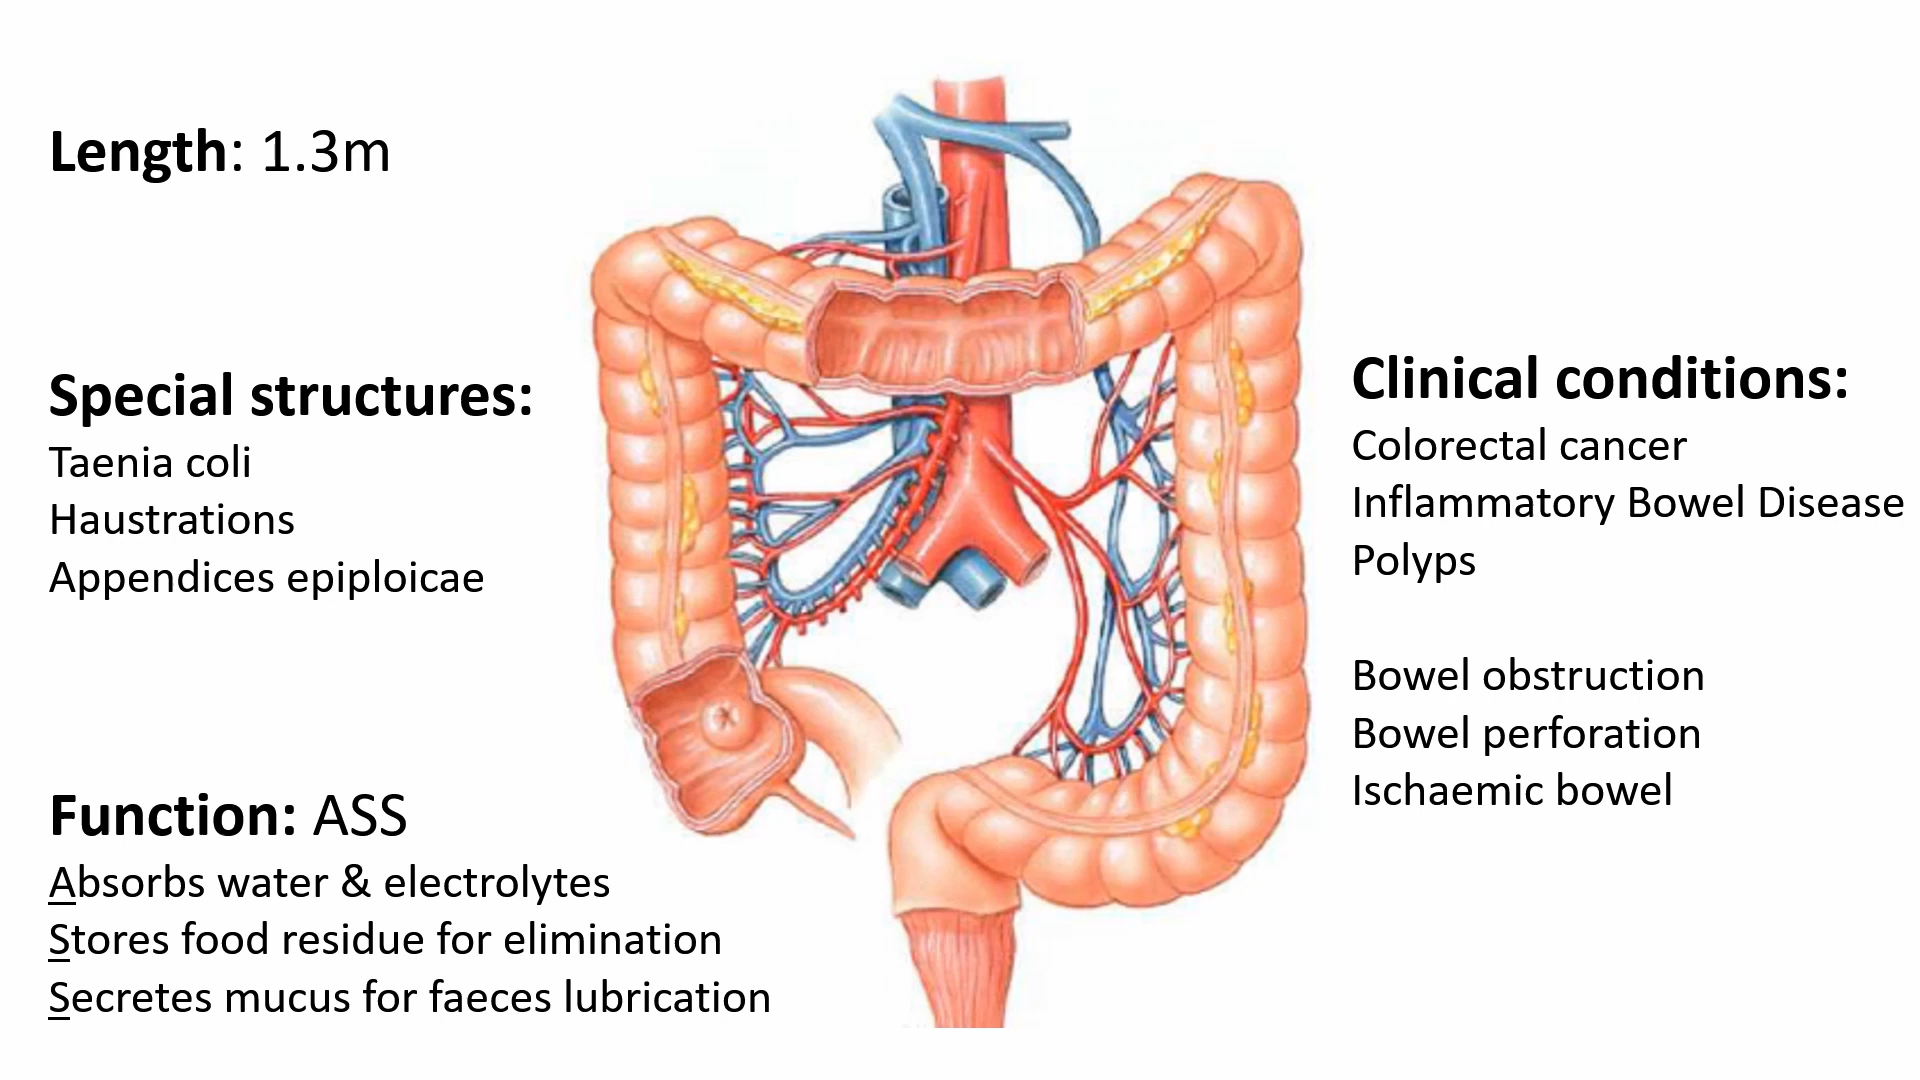 Length: 1.3m
Special structures:
Taenia coli
Haustrations
Appendices epiploicae
Function: ASS
Absorbs water & electrolytes
Stores food residue for elimination
Secretes mucus for faeces lubrication
Clinical conditions:
Colorectal cancer
Inflammatory Bowel Disease
Polyps
Bowel obstruction
Bowel perforation
Ischaemic bowel